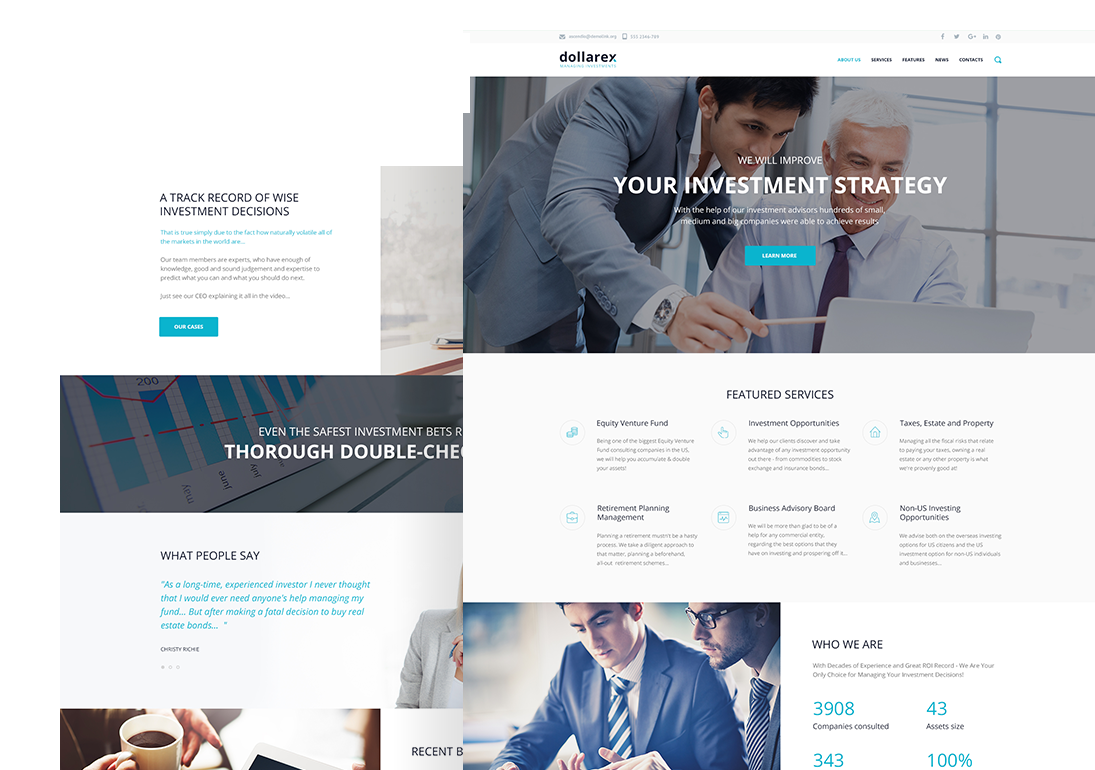 A TRACK RECORD OF WISE
INVESTMENT DECISIONS
That is true simply due to the fact how naturally volatile all of
the markets in the world are...
Our team members are experts, who have enough of
knowledge, good and sound judgement and expertise to
predict what you can and what you should do next.
Just see our CEO explaining it all in the video...
OUR CASES
200
may
june
july
EVEN THE SAFEST INVESTMENT BETS R
THOROUGH DOUBLE-CHEC
WHAT PEOPLE SAY
"As a long-time, experienced investor I never thought
that I would ever need anyone's help managing my
fund... But after making a fatal decision to buy real
estate bonds... "
CHRISTY RICHIE
RECENT B
333 2346-789
dollarex
MANAGING INVESTMENTS
ABOUT US
SERVICES
FEATURES
NEWS
CONTACTS
WE WILL IMPROVE
YOUR INVESTMENT STRATEGY
With the help of our investment advisors hundreds of small,
medium and big companies were able to achieve results
LEARN MORE
FEATURED SERVICES
Equity Venture Fund
Being one of the biggest Equity Venture
Fund consulting companies in the US,
we will help you accumulate & double
your assets!
Investment Opportunities
We help our clients discover and take
advantage of any investment opportunity
out there - from commodities to stock
exchange and insurance bonds...
Taxes, Estate and Property
Managing all the fiscal risks that relate
to paying your taxes, owning a real
estate or any other property is what
we're provenly good at!
Retirement Planning
Management
Planning a retirement mustn't be a hasty
process. We take a diligent approach to
that matter, planning a beforehand,
all-out retirement schemes...
Business Advisory Board
We will be more than glad to be of a
help for any commercial entity,
regarding the best options that they
have on investing and prospering off it...
Non-US Investing
Opportunities
We advise both on the overseas investing
options for US citizens and the US
investment option for non-US individuals
and businesses...
WHO WE ARE
With Decades of Experience and Great ROI Record - We Are Your
Only Choice for Managing Your Investment Decisions!
3908
Companies consulted
43
Assets size
343
100%